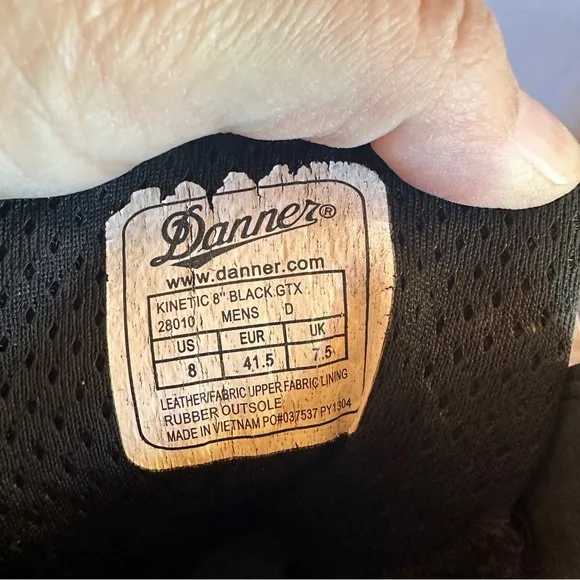 Danner®
www.danner.com
KINETIC 8" BLACK GTX
28010 MENS D
US EUR UK
8 41.5 7.5
LEATHER/FABRIC UPPER FABRIC LINING
RUBBER OUTSOLE
MADE IN VIETNAM PO#037537 PY1304